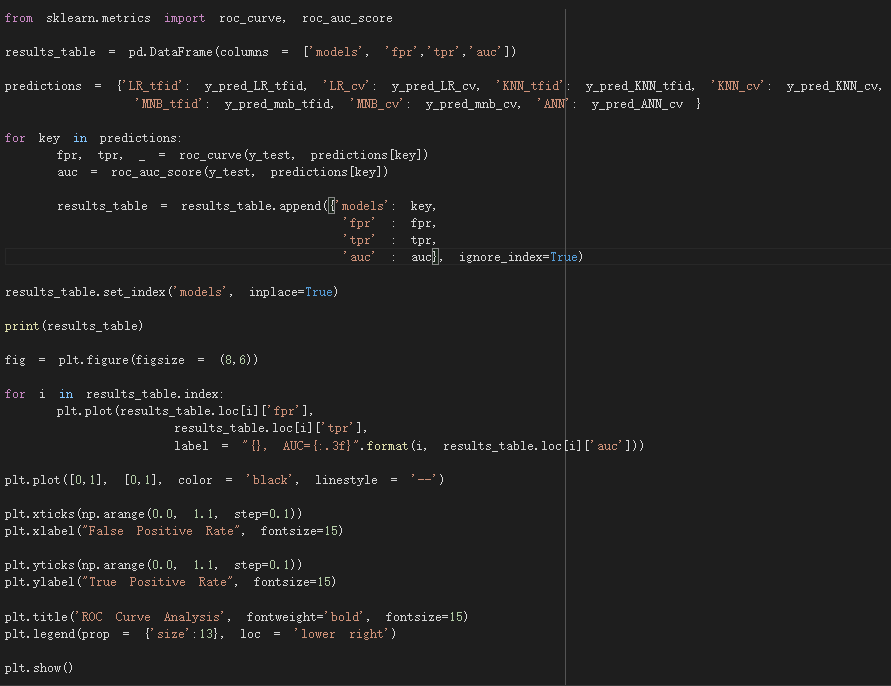 from sklearn.metrics import roc_curve, roc_auc_score
results_table = pd.DataFrame(columns = ['models', 'fpr','tpr','auc'])
predictions = {'LR_tfid': y_pred_LR_tfid, 'LR_cv': y_pred_LR_cv, 'KNN_tfid': y_pred_KNN_tfid, 'KNN_cv': y_pred_KNN_cv,
'MNB_tfid': y_pred_mnb_tfid, 'MNB_cv': y_pred_mnb_cv, 'ANN': y_pred_ANN_cv }
for key in predictions:
fpr, tpr, _ = roc_curve(y_test, predictions[key])
auc = roc_auc_score(y_test, predictions[key])
results_table = results_table.append({'models': key,
'fpr' : fpr,
'tpr' : tpr,
'auc' : auc}, ignore_index=True)
results_table.set_index('models', inplace=True)
print(results_table)
fig = plt.figure(figsize = (8,6))
for i in results_table.index:
plt.plot(results_table.loc[i]['fpr'],
results_table.loc[i]['tpr'],
label = "{}, AUC={:.3f}".format(i, results_table.loc[i]['auc']))
plt.plot([0,1], [0,1], color = 'black', linestyle = '--')
plt.xticks(np.arange(0.0, 1.1, step=0.1))
plt.xlabel("False Positive Rate", fontsize=15)
plt.yticks(np.arange(0.0, 1.1, step=0.1))
plt.ylabel("True Positive Rate", fontsize=15)
plt.title('ROC Curve Analysis', fontweight='bold', fontsize=15)
plt.legend(prop = {'size':13}, loc = 'lower right')
plt.show()